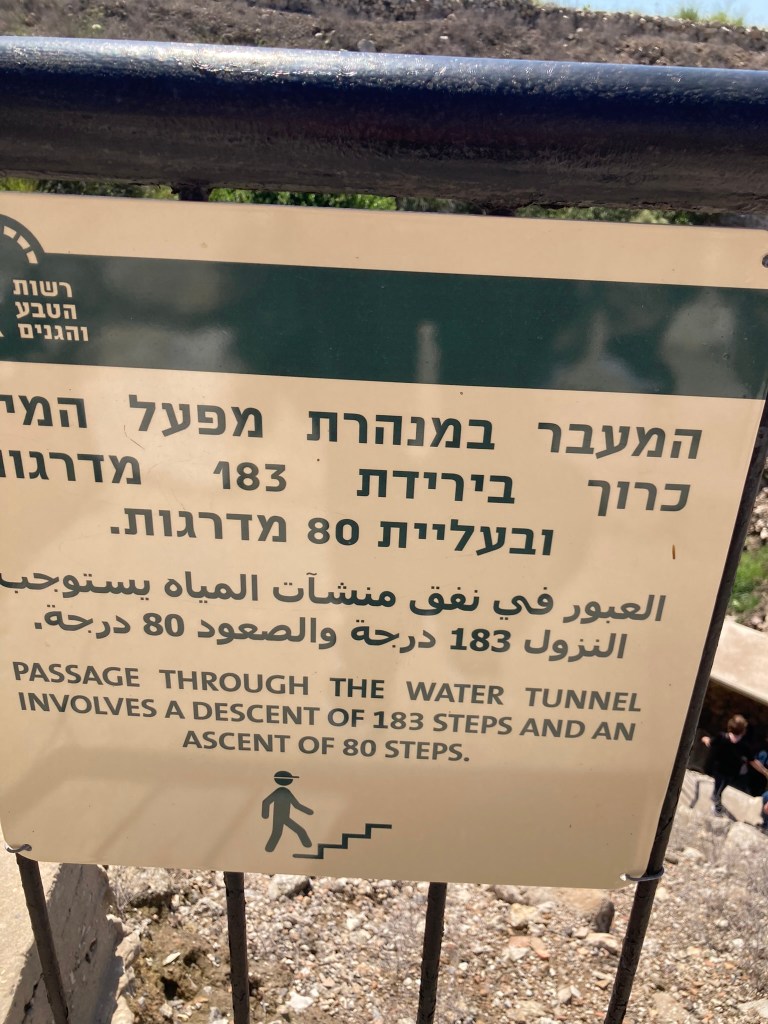 רשות
הטבע
והגנים
המעבר במנהרת מפעל
כרוך בירידת 183
ובעליית 80 מדרגות.
العبور في نفق منشآت المياه يستوجب
النزول 183 درجة والصعود 80 درجة.
PASSAGE THROUGH THE WATER TUNNEL
INVOLVES A DESCENT OF 183 STEPS AND AN
ASCENT OF 80 STEPS.